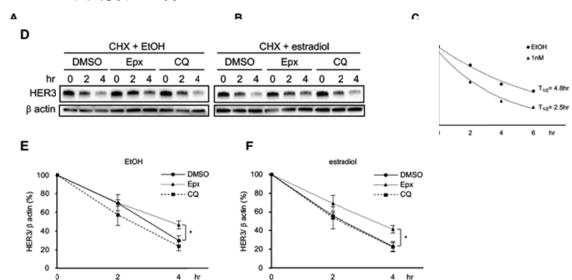 A
B
C
D
CHX + EtOH
CHX + estradiol
DMSO Epx CQ
DMSO Epx CQ
hr 0 2 4 0 2 4 0 2 4
0 2 4 0 2 4 0 2 4
HER3
β actin
EtOH
1nM
T1/2= 4.8hr
T1/2= 2.5hr
2 4 6 hr
E
EtOH
DMSO
Epx
CQ
HER3/ β actin (%)
100
80
60
40
20
0
*
0 2 4 hr
F
estradiol
DMSO
Epx
CQ
HER3/ β actin (%)
100
80
60
40
20
0
*
0 2 4 hr